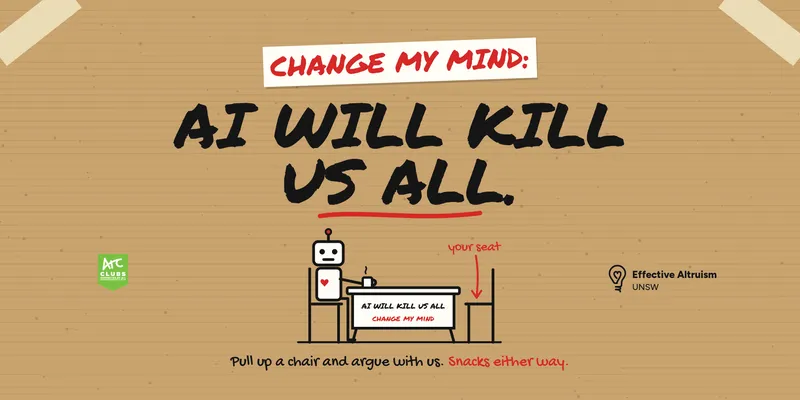 CHANGE MY MIND:
AI WILL KILL
US ALL.
your seat
AI WILL KILL US ALL
CHANGE MY MIND
Arc
CLUBS
Effective Altruism
UNSW
Pull up a chair and argue with us. Snacks either way.